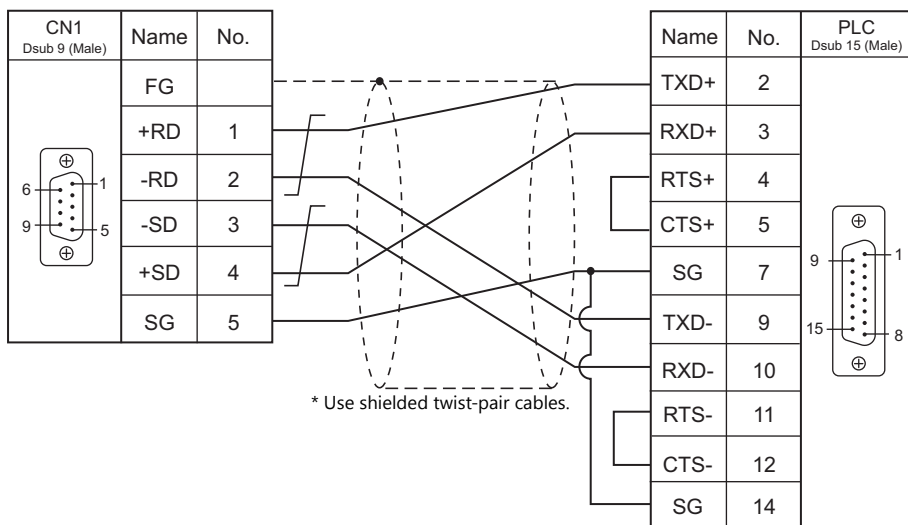 CN1
Dsub 9 (Male)
Name
No.
FG
+RD
1
-RD
2
-SD
3
+SD
4
SG
5
6
1
9
5
* Use shielded twist-pair cables.
Name
No.
PLC
Dsub 15 (Male)
TXD+
2
RXD+
3
RTS+
4
CTS+
5
SG
7
TXD-
9
RXD-
10
RTS-
11
CTS-
12
SG
14
9
1
15
8